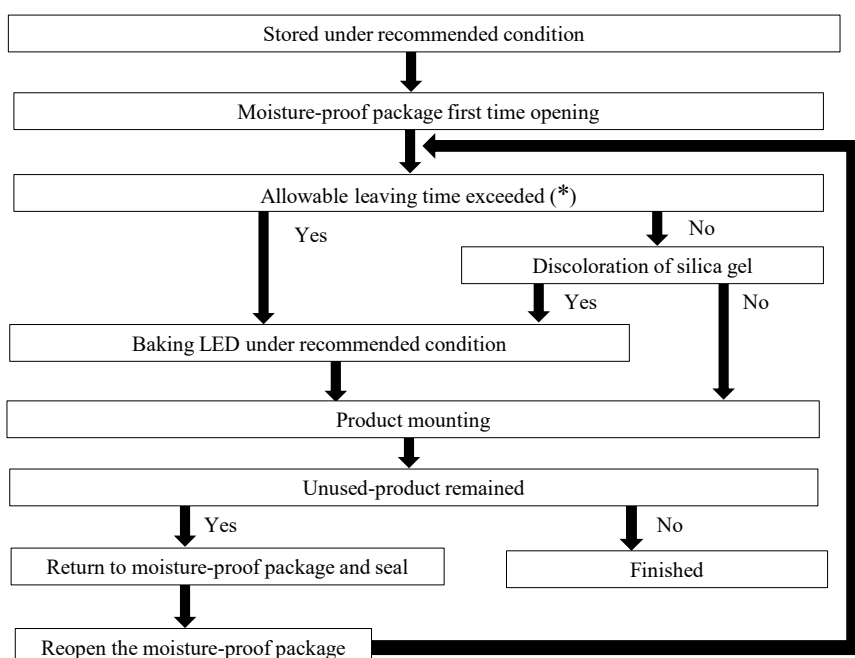 Stored under recommended condition
Moisture-proof package first time opening
Allowable leaving time exceeded (*)
Yes
No
Discoloration of silica gel
Yes
No
Baking LED under recommended condition
Product mounting
Unused-product remained
Yes
No
Return to moisture-proof package and seal
Finished
Reopen the moisture-proof package